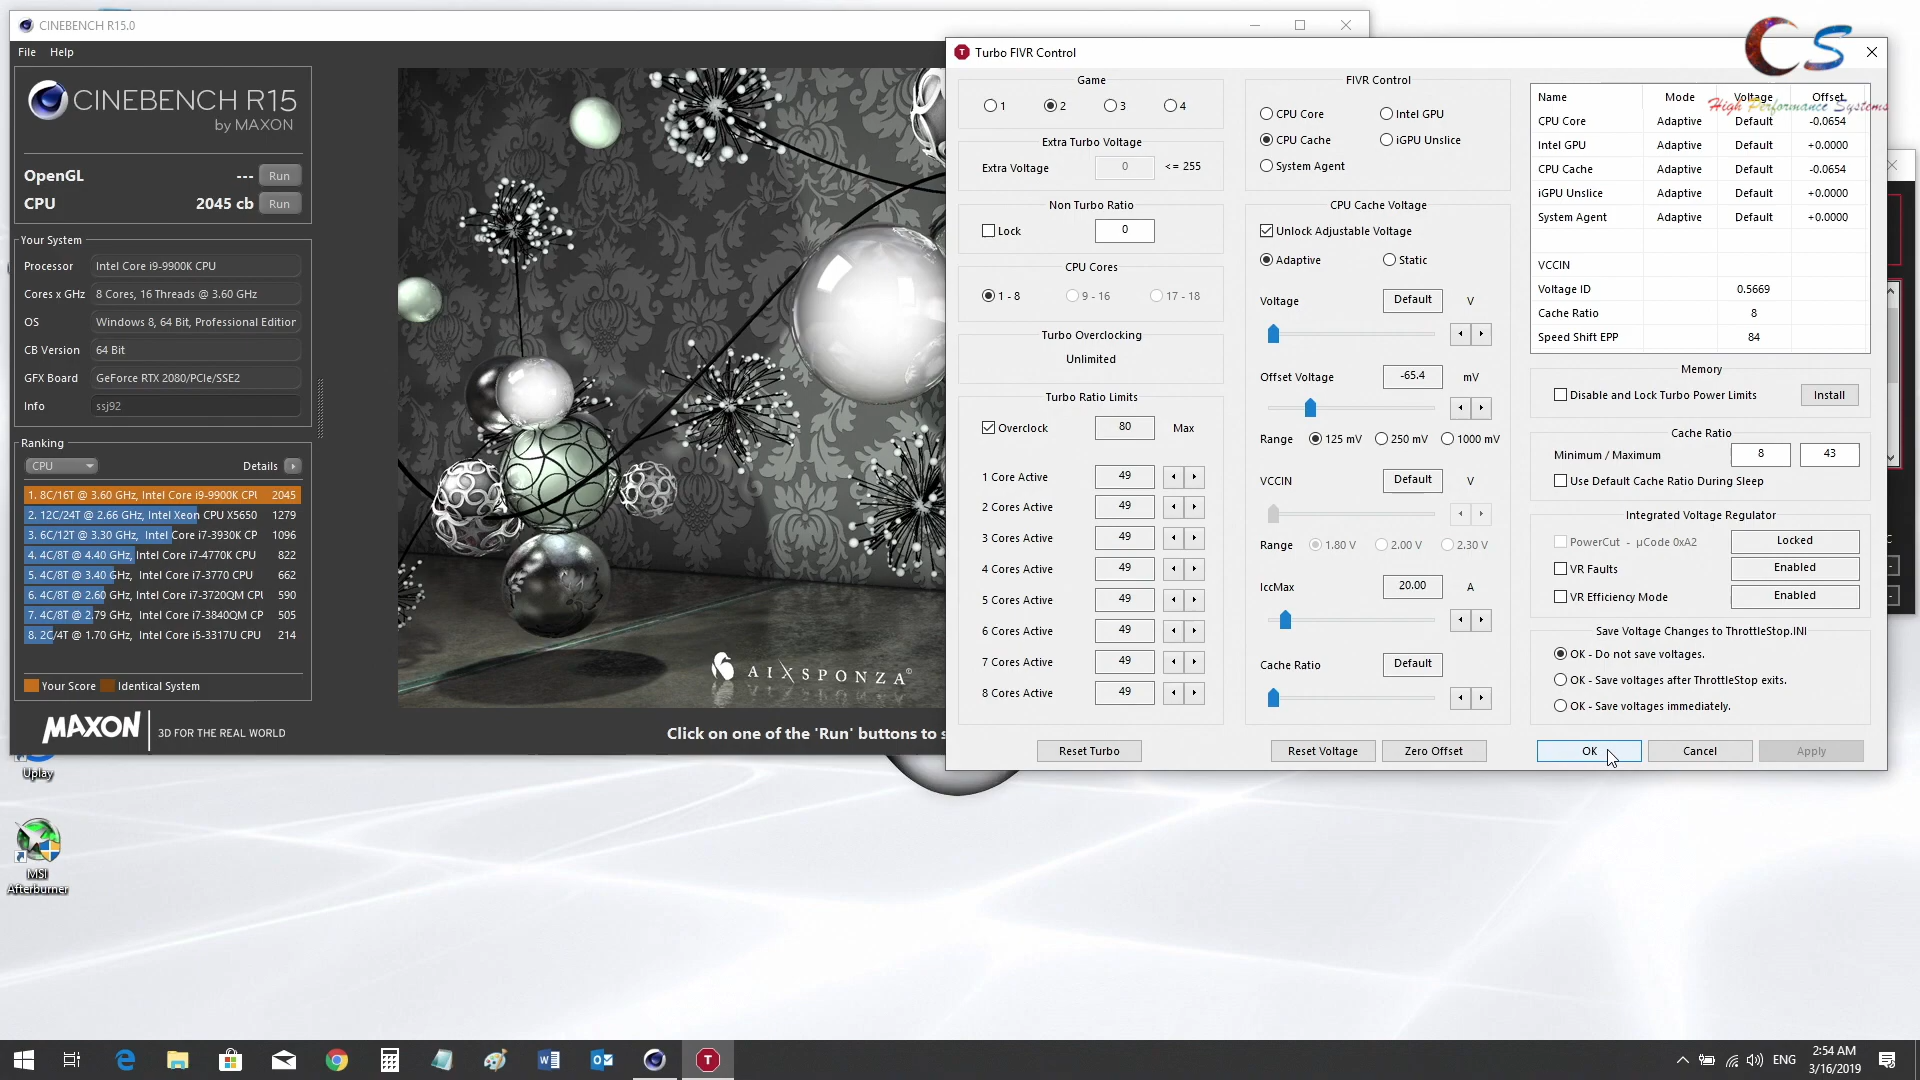 CINEBENCH R15.0
File Help
CINEBENCH R15
by MAXON
OpenGL --- Run
CPU 2045 cb Run
Your System
Processor Intel Core i9-9900K CPU
Cores x GHz 8 Cores, 16 Threads @ 3.60 GHz
OS Windows 8, 64 Bit, Professional Edition
CB Version 64 Bit
GFX Board GeForce RTX 2080/PCIe/SSE2
Info ssj92
Ranking
CPU Details
1. 8C/16T @ 3.60 GHz, Intel Core i9-9900K CPU 2045
2. 12C/24T @ 2.66 GHz, Intel Xeon CPU X5650 1279
3. 6C/12T @ 3.30 GHz, Intel Core i7-3930K CP 1096
4. 4C/8T @ 4.40 GHz, Intel Core i7-4770K CPU 822
5. 4C/8T @ 3.40 GHz, Intel Core i7-3770 CPU 662
6. 4C/8T @ 2.60 GHz, Intel Core i7-3720QM CPU 590
7. 4C/8T @ 2.79 GHz, Intel Core i7-3840QM CP 505
8. 2C/4T @ 1.70 GHz, Intel Core i5-3317U CPU 214
Your Score Identical System
MAXON 3D FOR THE REAL WORLD
AIXSPONZA®
Click on one of the 'Run' buttons to s
Turbo FIVR Control
Game
1 2 3 4
Extra Turbo Voltage
Extra Voltage 0 <= 255
Non Turbo Ratio
Lock 0
CPU Cores
1 - 8 9 - 16 17 - 18
Turbo Overclocking
Unlimited
Turbo Ratio Limits
Overclock 80 Max
1 Core Active 49
2 Cores Active 49
3 Cores Active 49
4 Cores Active 49
5 Cores Active 49
6 Cores Active 49
7 Cores Active 49
8 Cores Active 49
Reset Turbo
FIVR Control
CPU Core Intel GPU
CPU Cache iGPU Unslice
System Agent
CPU Cache Voltage
Unlock Adjustable Voltage
Adaptive Static
Voltage Default V
Offset Voltage -65.4 mV
Range 125 mV 250 mV 1000 mV
VCCIN Default V
Range 1.80 V 2.00 V 2.30 V
IccMax 20.00 A
Cache Ratio Default
Reset Voltage Zero Offset
CS
High Performance Systems
Name Mode Voltage Offset
CPU Core Adaptive Default -0.0654
Intel GPU Adaptive Default +0.0000
CPU Cache Adaptive Default -0.0654
iGPU Unslice Adaptive Default +0.0000
System Agent Adaptive Default +0.0000
VCCIN
Voltage ID 0.5669
Cache Ratio 8
Speed Shift EPP 84
Memory
Disable and Lock Turbo Power Limits Install
Cache Ratio
Minimum / Maximum 8 43
Use Default Cache Ratio During Sleep
Integrated Voltage Regulator
PowerCut - µCode 0xA2 Locked
VR Faults Enabled
VR Efficiency Mode Enabled
Save Voltage Changes to ThrottleStop.INI
OK - Do not save voltages.
OK - Save voltages after ThrottleStop exits.
OK - Save voltages immediately.
OK Cancel Apply
C
Uplay
MSI
Afterburner
ENG
2:54 AM
3/16/2019